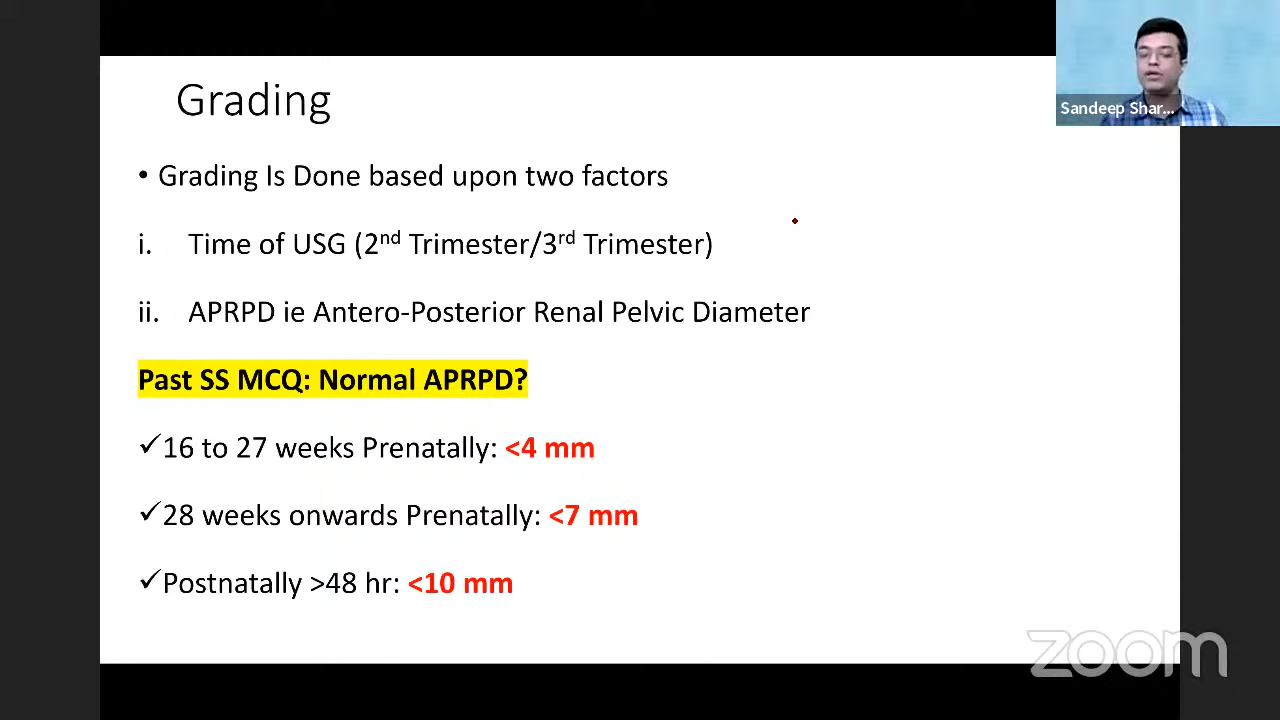 Grading
Sandeep Shar...
• Grading Is Done based upon two factors
i. Time of USG (2nd Trimester/3rd Trimester)
ii. APRPD ie Antero-Posterior Renal Pelvic Diameter
Past SS MCQ: Normal APRPD?
✓16 to 27 weeks Prenatally: <4 mm
✓28 weeks onwards Prenatally: <7 mm
✓Postnatally >48 hr: <10 mm
zoom